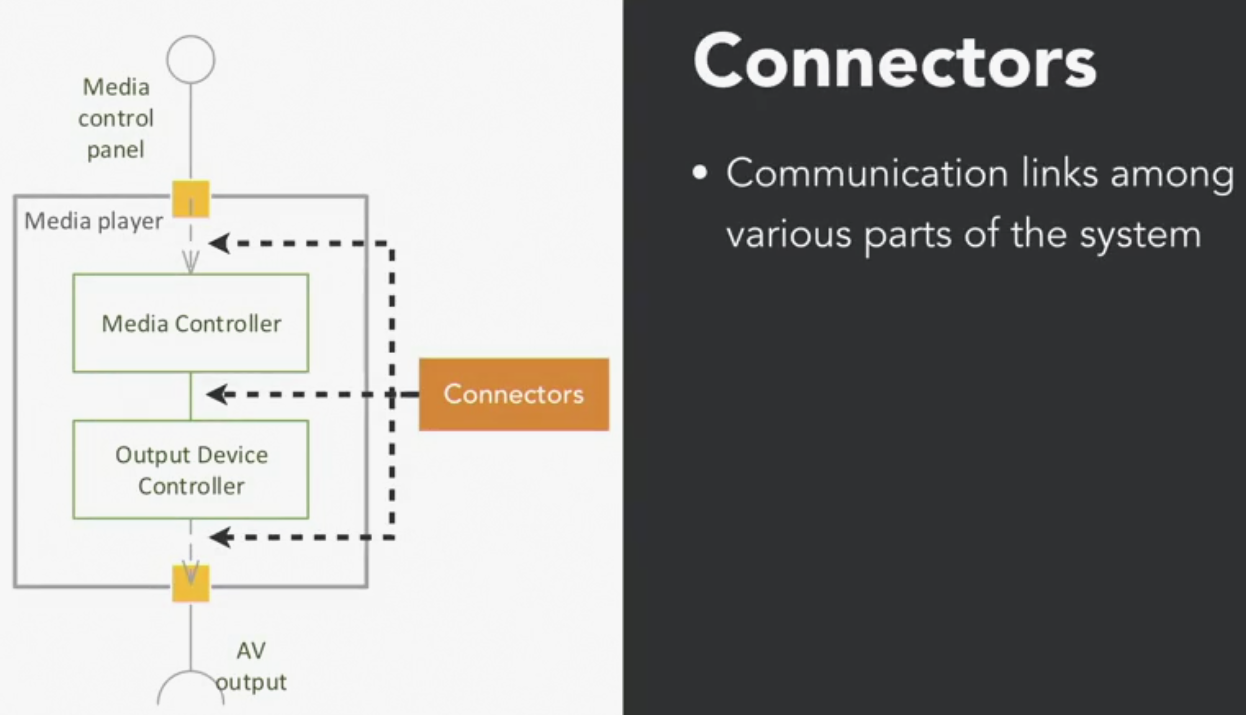 Media
control
panel
Media player
Media Controller
Output Device
Controller
AV
output
Connectors
Connectors
• Communication links among
various parts of the system